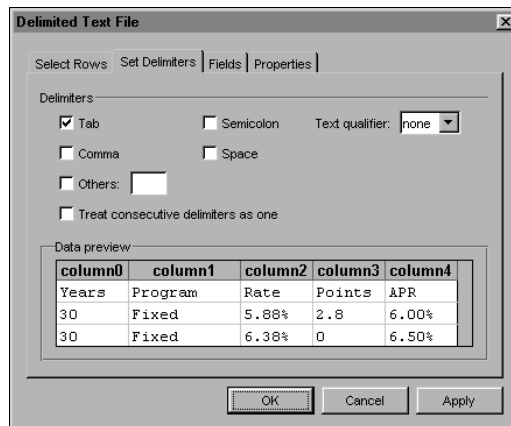 Delimited Text File
Select Rows Set Delimiters Fields Properties
Delimiters
Tab Semicolon Text qualifier: none
Comma Space
Others:
Treat consecutive delimiters as one
Data preview
column0 column1 column2 column3 column4
Years Program Rate Points APR
30 Fixed 5.88% 2.8 6.00%
30 Fixed 6.38% 0 6.50%
OK Cancel Apply